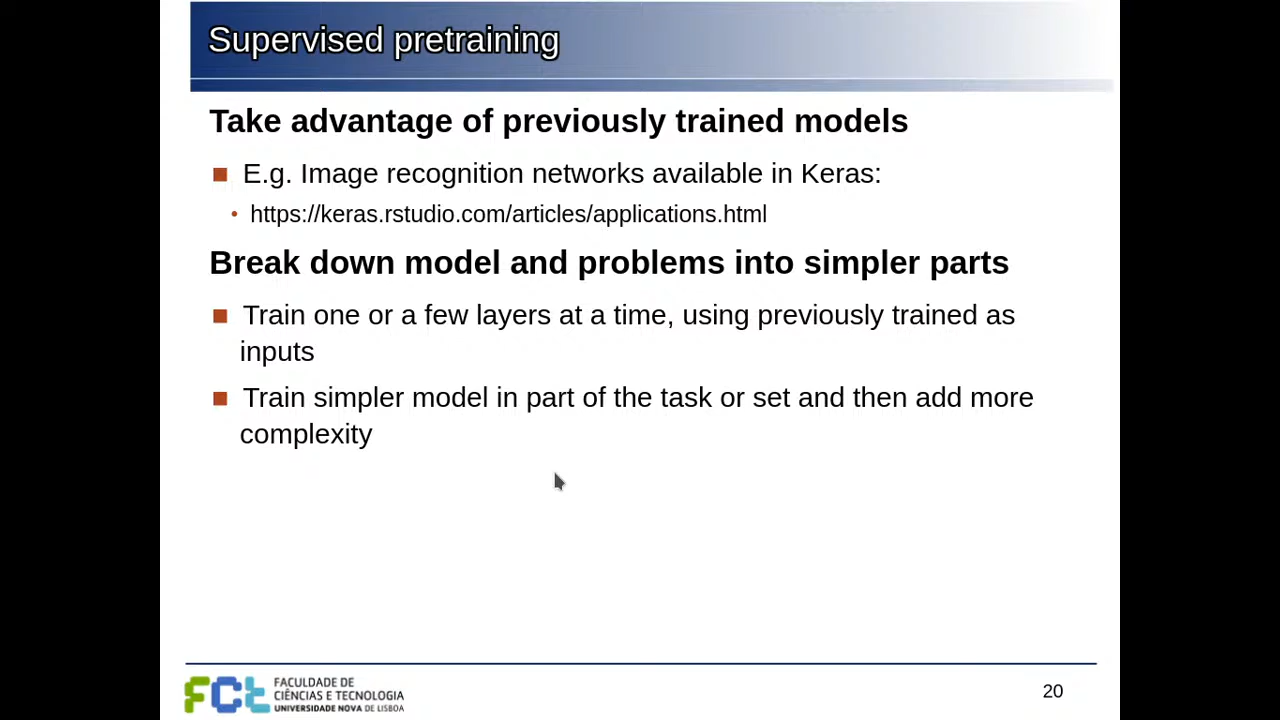 Supervised pretraining
Take advantage of previously trained models
E.g. Image recognition networks available in Keras:
https://keras.rstudio.com/articles/applications.html
Break down model and problems into simpler parts
Train one or a few layers at a time, using previously trained as
inputs
Train simpler model in part of the task or set and then add more
complexity
FCt
FACULDADE DE
CIÊNCIAS E TECNOLOGIA
UNIVERSIDADE NOVA DE LISBOA
20